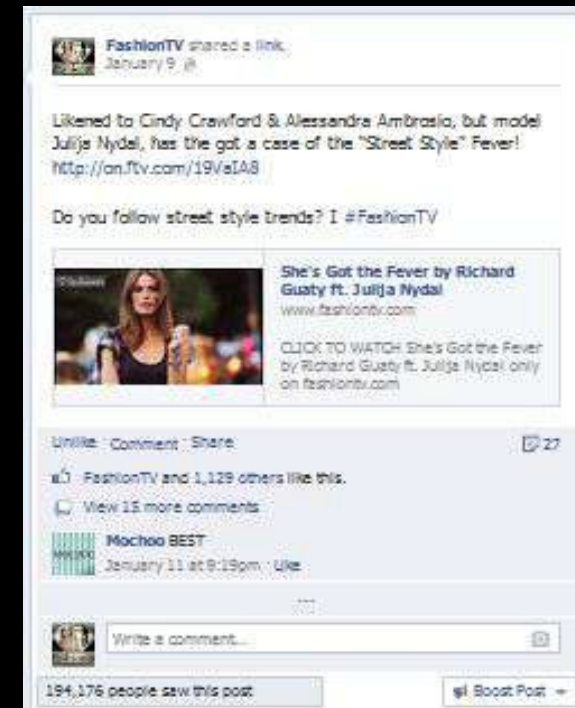 FashionTV shared a link.
January 9
Likened to Cindy Crawford & Alessandra Ambrosio, but model
Julija Nydal, has the got a case of the "Street Style" Fever!
http://on.ftv.com/19VaIA8
Do you follow street style trends? I #FashionTV
She's Got the Fever by Richard
Guaty ft. Julija Nydal
www.fashiontv.com
CLICK TO WATCH She's Got the Fever
by Richard Guaty ft. Julija Nydal only
on fashiontv.com
Unlike · Comment · Share
27
FashionTV and 1,129 others like this.
View 15 more comments
Mochoo BEST
January 11 at 9:19pm · Like
...
Write a comment...
194,176 people saw this post
Boost Post